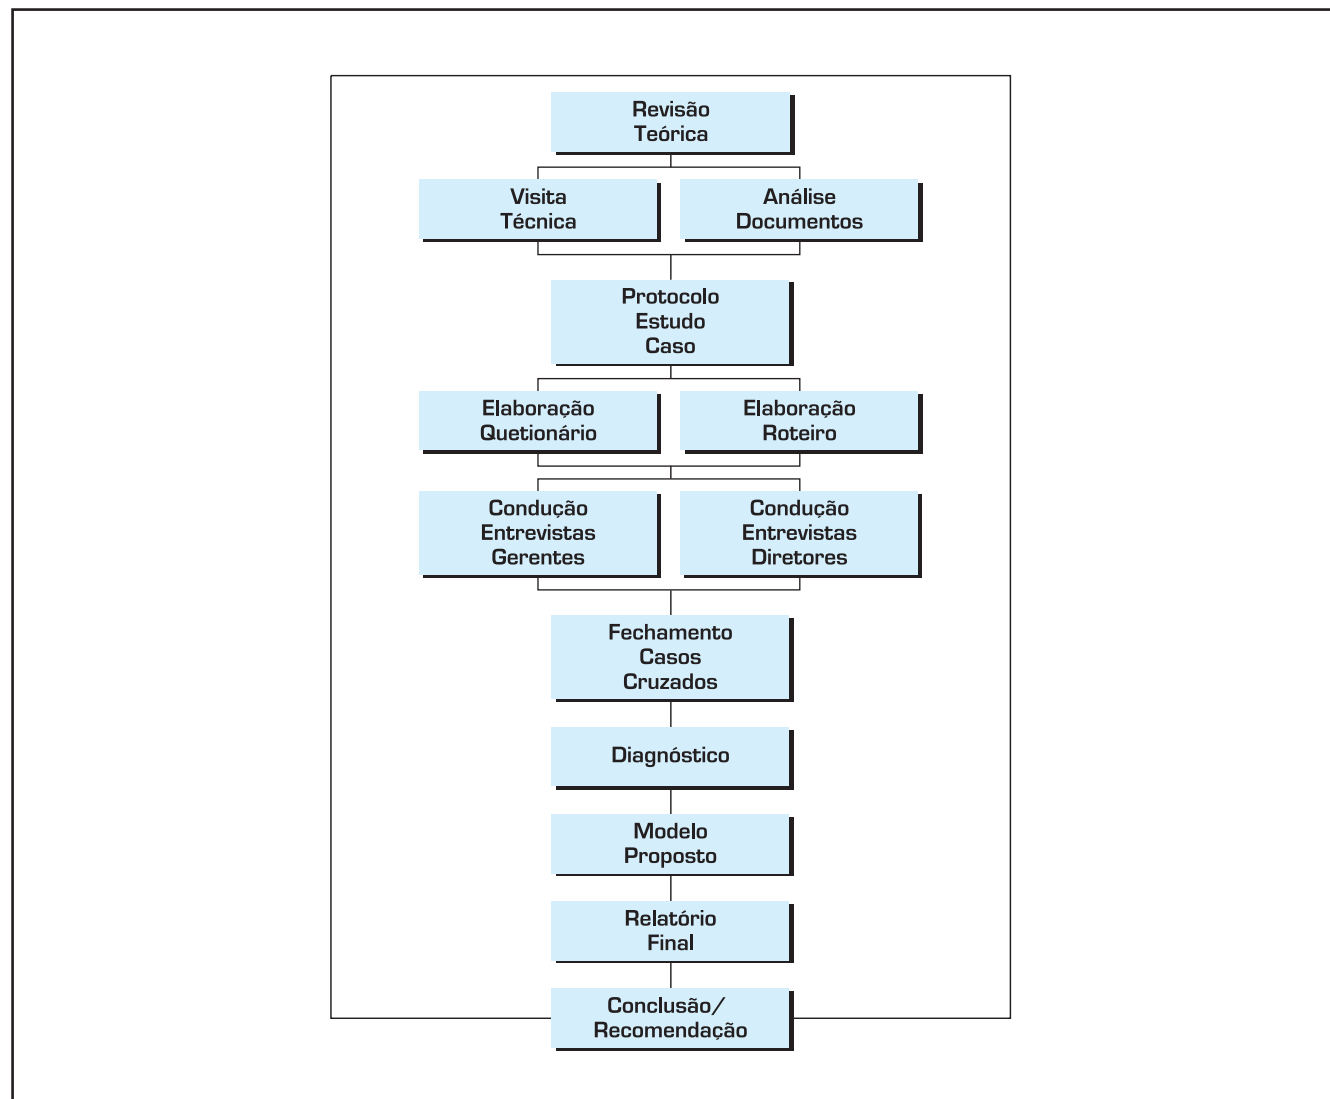 Revisão
Teórica
Visita
Técnica
Análise
Documentos
Protocolo
Estudo
Caso
Elaboração
Quetionário
Elaboração
Roteiro
Condução
Entrevistas
Gerentes
Condução
Entrevistas
Diretores
Fechamento
Casos
Cruzados
Diagnóstico
Modelo
Proposto
Relatório
Final
Conclusão/
Recomendação